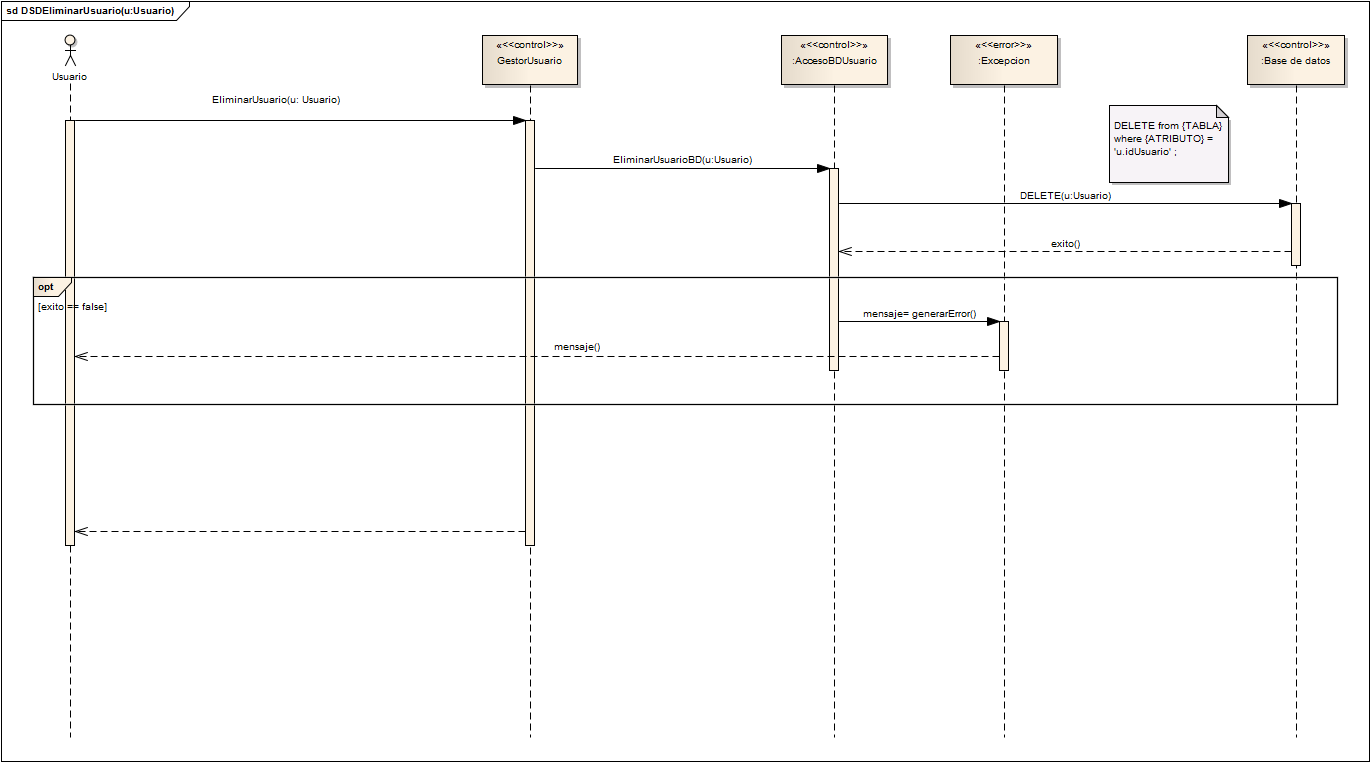 sd DSDEliminarUsuario(u:Usuario)
Usuario
«<<control>>»
GestorUsuario
«<<control>>»
:AccesoBDUsuario
«<<error>>»
:Excepcion
«<<control>>»
:Base de datos
EliminarUsuario(u: Usuario)
DELETE from {TABLA}
where {ATRIBUTO} =
'u.idUsuario' ;
EliminarUsuarioBD(u:Usuario)
DELETE(u:Usuario)
exito()
opt
[exito == false]
mensaje= generarError()
mensaje()